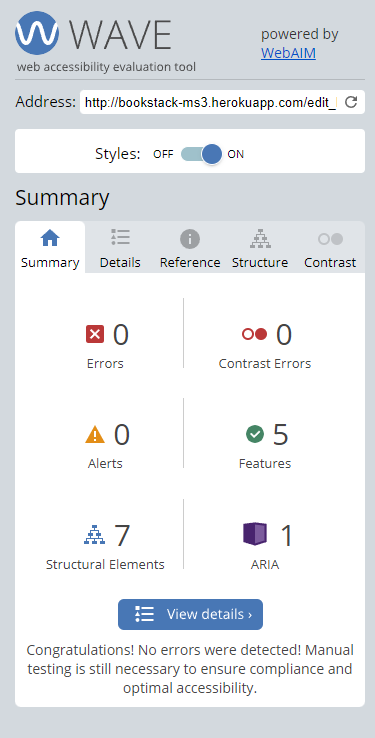 WAVE
web accessibility evaluation tool
powered by
WebAIM
Address: http://bookstack-ms3.herokuapp.com/edit_
Styles: OFF ON
Summary
Summary Details Reference Structure Contrast
0
Errors
0
Contrast Errors
0
Alerts
5
Features
7
Structural Elements
1
ARIA
View details ›
Congratulations! No errors were detected! Manual
testing is still necessary to ensure compliance and
optimal accessibility.